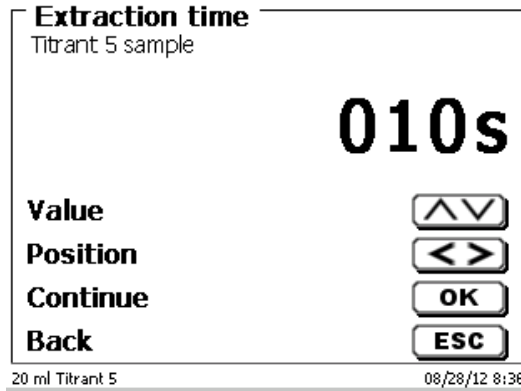 Extraction time
Titrant 5 sample
010s
Value
Position
Continue OK
Back ESC
20 ml Titrant 5 08/28/12 8:36